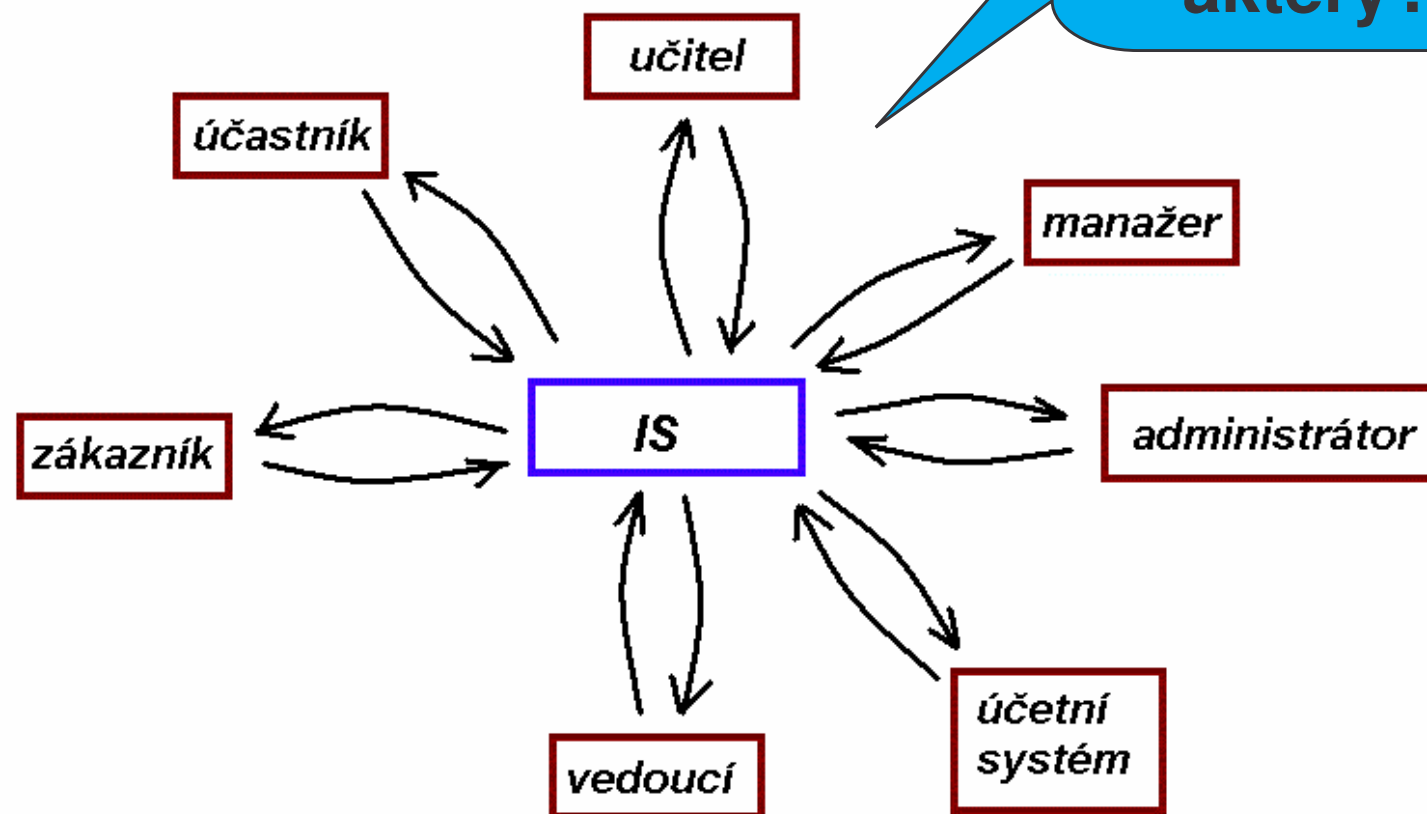 aktéry?
učitel
účastník
manažer
IS
administrátor
zákazník
účetní
systém
vedoucí